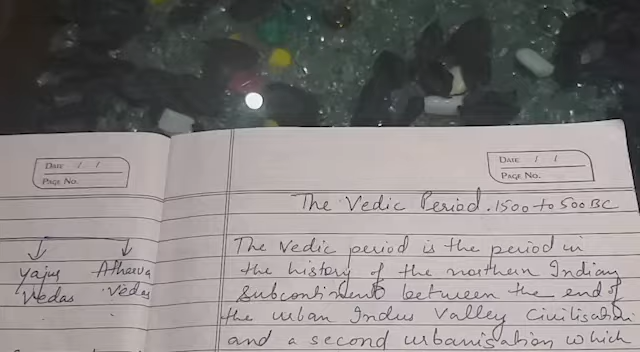 DATE / /
PAGE NO.
Yajus Atharva
Vedas Vedas
DATE / /
PAGE NO.
The Vedic Period. 1500 to 500 BC
The Vedic period is the period in
the history of the northern Indian
Subcontinent between the end of
the urban Indus Valley Civilisation
and a second urbanisation which